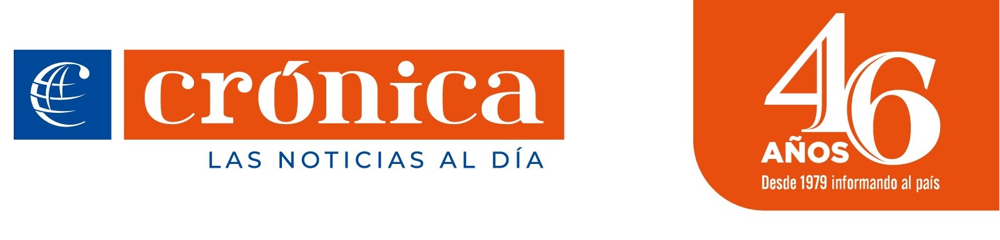 crónica
LAS NOTICIAS AL DÍA
46
AÑOS
Desde 1979 informando al país